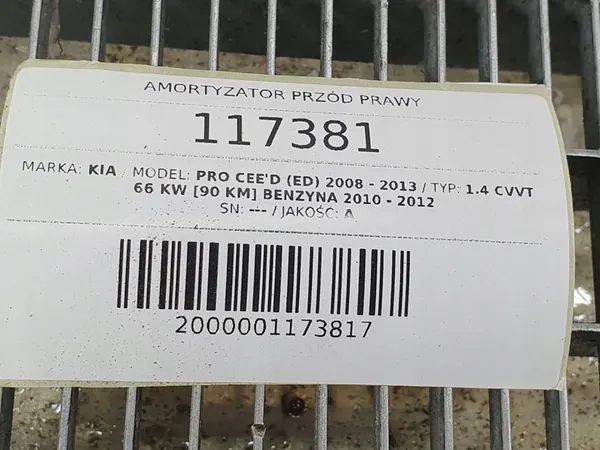 AMORTYZATOR PRZÓD PRAWY
117381
MARKA: KIA / MODEL: PRO CEE'D (ED) 2008 - 2013 / TYP: 1.4 CVVT
66 KW [90 KM] BENZYNA 2010 - 2012
SN: --- / JAKOŚĆ: A
2000001173817